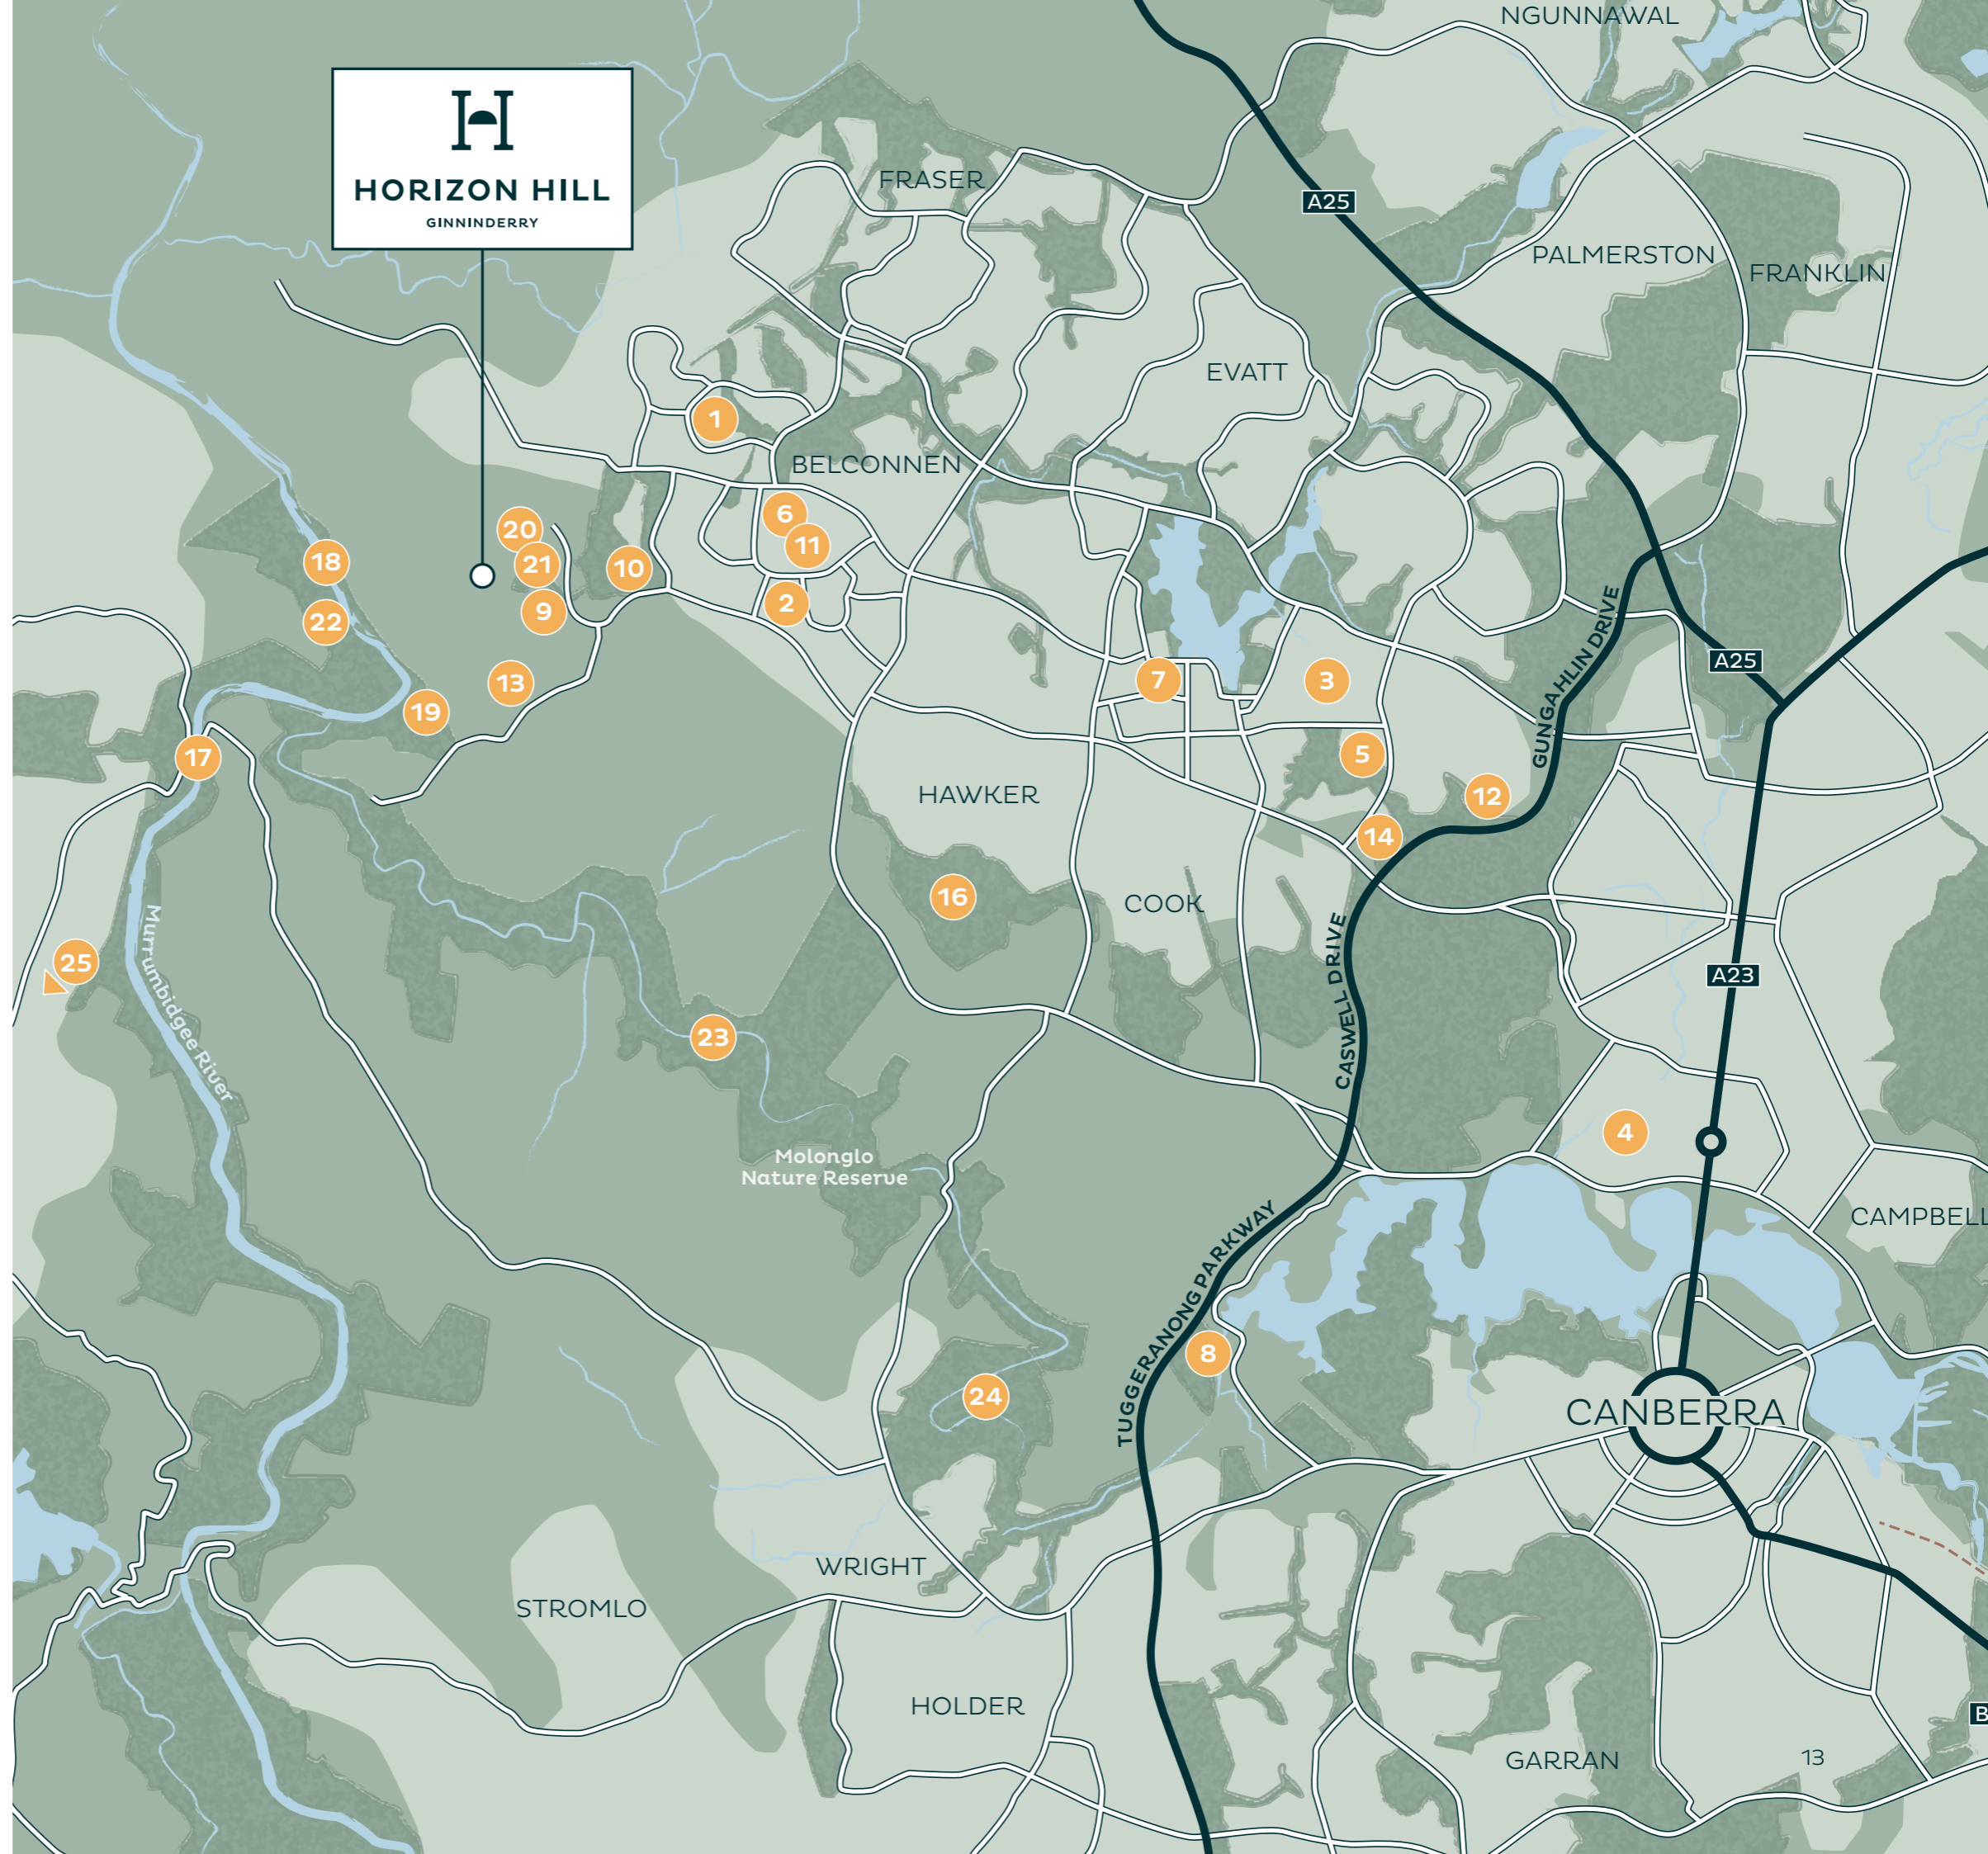 NGUNNAWAL
H
HORIZON HILL
GINNINDERRY
FRASER
A25
PALMERSTON
FRANKLIN
EVATT
1
BELCONNEN
6
20
11
18
21
10
GUNGAHLIN DRIVE
2
9
22
A25
7
3
13
19
5
17
HAWKER
12
14
16
COOK
Murrumbidgee River
25
CASWELL DRIVE
A23
23
4
Molonglo
Nature Reserve
CAMPBELL
TUGGERANONG PARKWAY
8
24
CANBERRA
WRIGHT
STROMLO
HOLDER
B
GARRAN
13